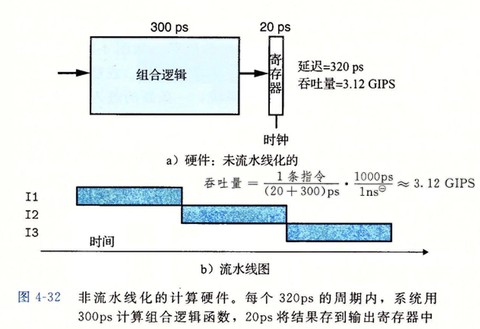 300 ps
20 ps
组合逻辑
寄存器
延迟=320 ps
吞吐量=3.12 GIPS
时钟
a）硬件：未流水线化的
吞吐量 = 1条指令/(20+300)ps · 1000ps/1ns⊖ ≈ 3.12 GIPS
I1
I2
I3
时间
b）流水线图
图 4-32 非流水线化的计算硬件。每个 320ps 的周期内，系统用
300ps 计算组合逻辑函数，20ps 将结果存到输出寄存器中